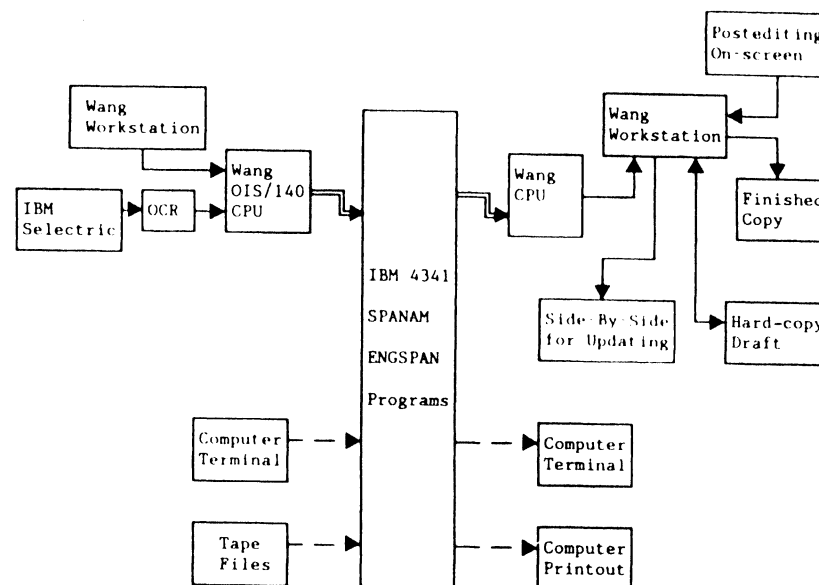 Postediting
On-screen
Wang
Workstation
Wang
Workstation
Wang
OIS/140
CPU
Wang
CPU
IBM
Selectric
OCR
Finished
Copy
IBM 4341
SPANAM
ENGSPAN
Programs
Side-By-Side
for Updating
Hard-copy
Draft
Computer
Terminal
Computer
Terminal
Tape
Files
Computer
Printout